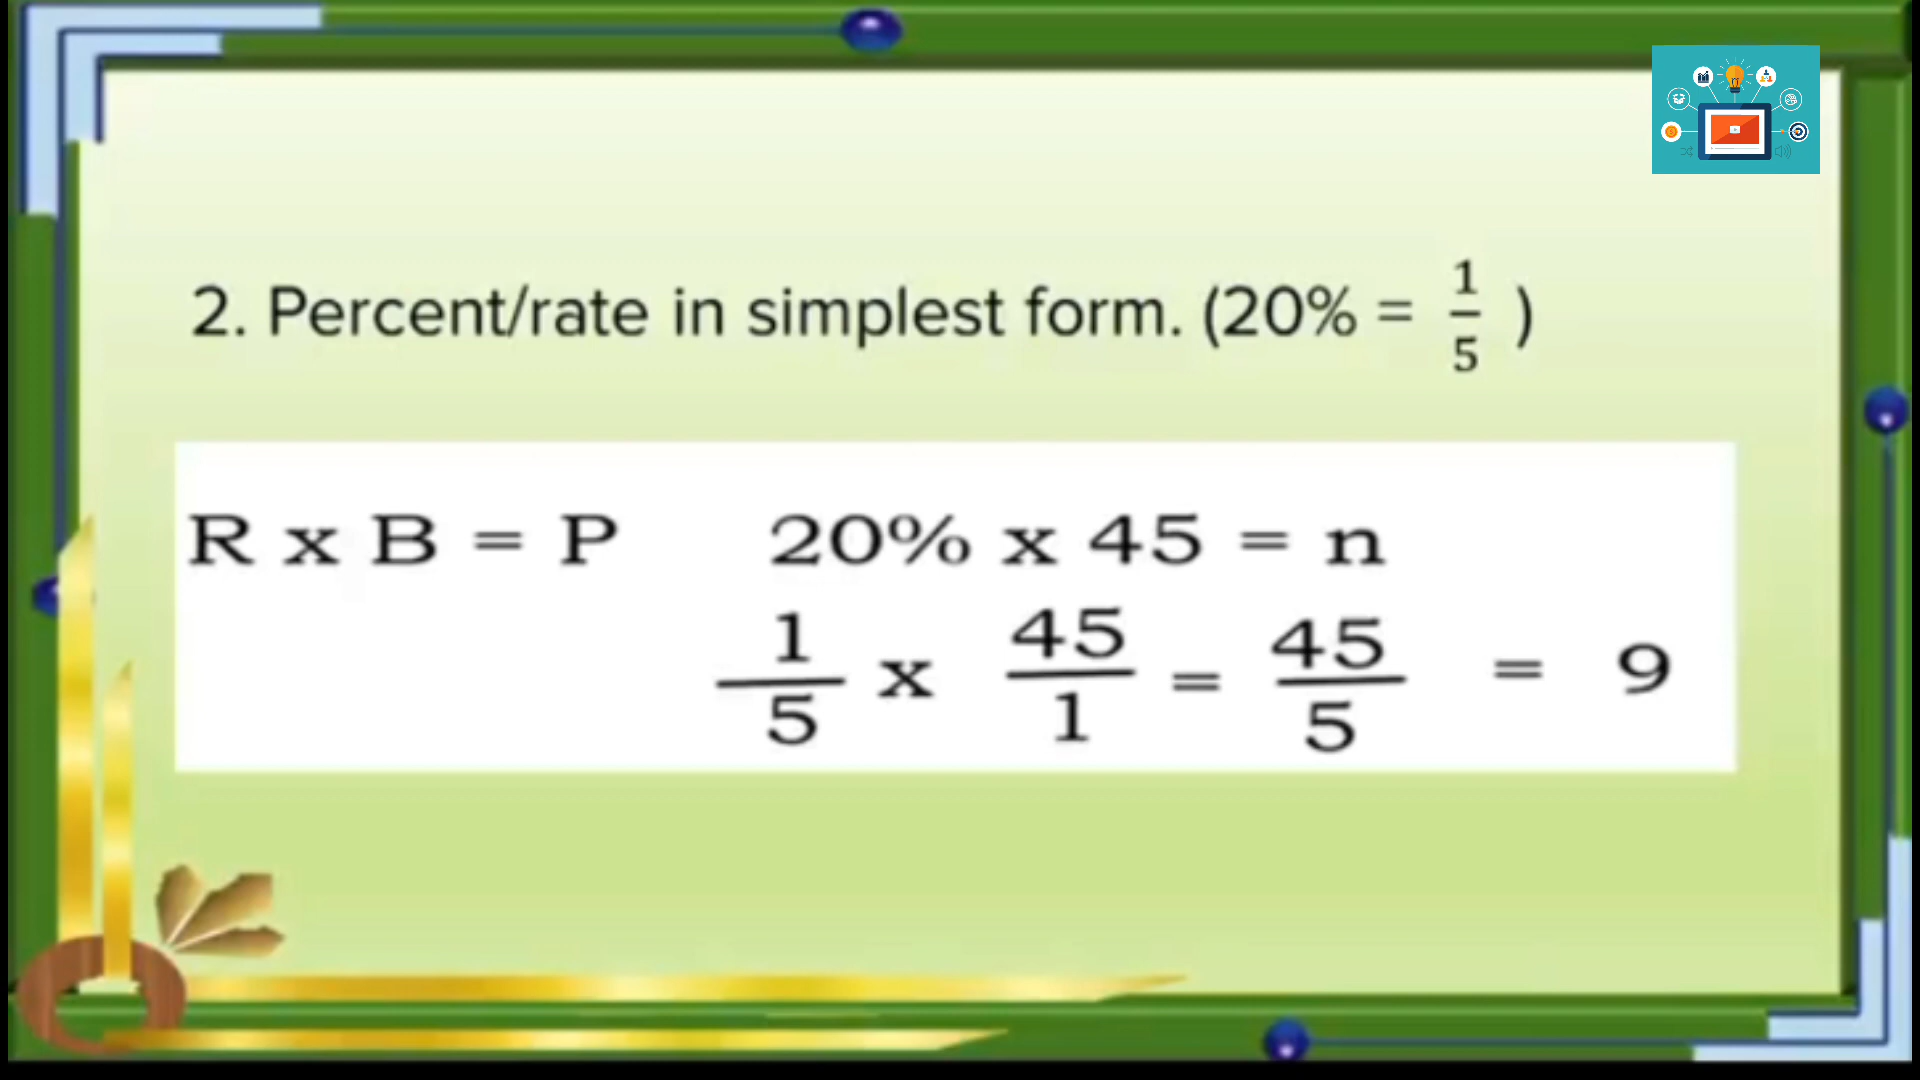 2. Percent/rate in simplest form. (20% = 1/5 )
R x B = P 20% x 45 = n
1/5 x 45/1 = 45/5 = 9